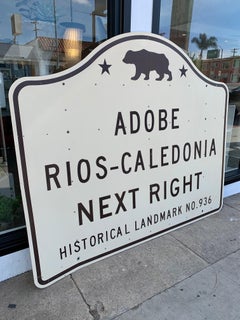 ADOBE
RIOS-CALEDONIA
NEXT RIGHT
HISTORICAL LANDMARK NO.936